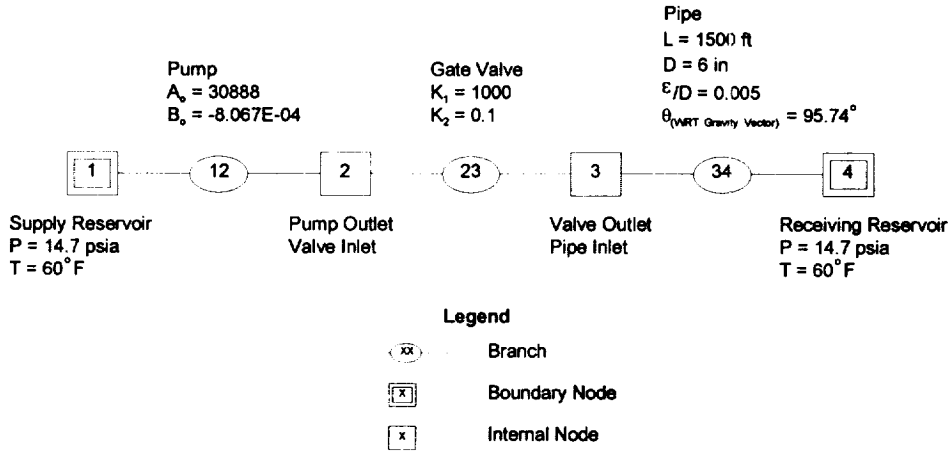 Pipe
L = 1500 ft
D = 6 in
ε/D = 0.005
θ(WRT Gravity Vector) = 95.74°
Pump
Ao = 30888
Bo = -8.067E-04
Gate Valve
K1 = 1000
K2 = 0.1
1
12
2
23
3
34
4
Supply Reservoir
P = 14.7 psia
T = 60°F
Pump Outlet
Valve Inlet
Valve Outlet
Pipe Inlet
Receiving Reservoir
P = 14.7 psia
T = 60°F
Legend
xx Branch
x Boundary Node
x Internal Node